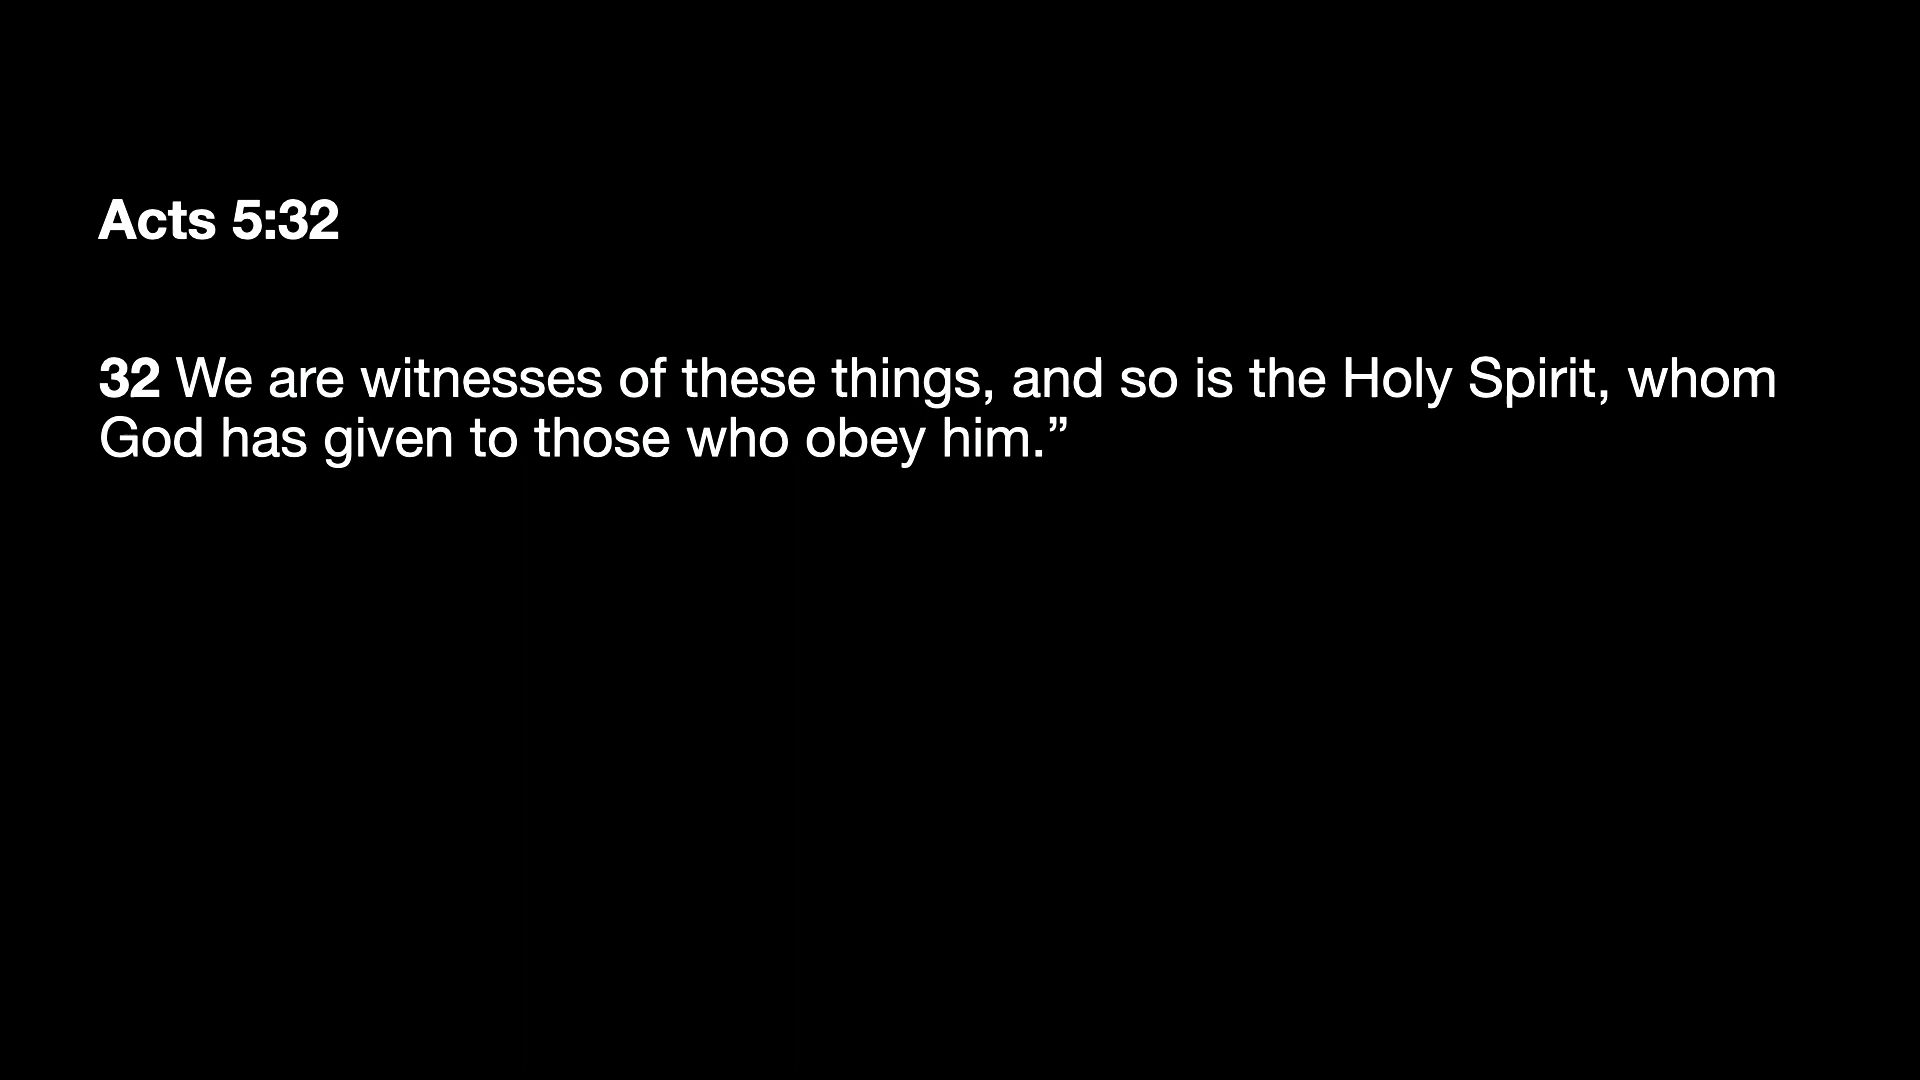 Acts 5:32
32 We are witnesses of these things, and so is the Holy Spirit, whom
God has given to those who obey him.”